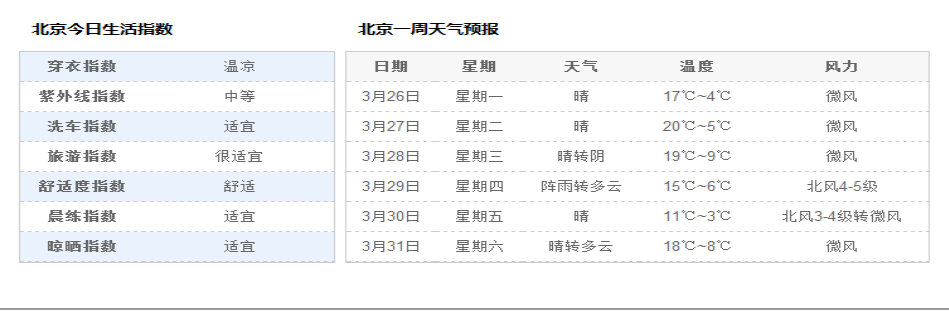 北京今日生活指数
穿衣指数 温凉
紫外线指数 中等
洗车指数 适宜
旅游指数 很适宜
舒适度指数 舒适
晨练指数 适宜
晾晒指数 适宜
北京一周天气预报
日期 星期 天气 温度 风力
3月26日 星期一 晴 17℃~4℃ 微风
3月27日 星期二 晴 20℃~5℃ 微风
3月28日 星期三 晴转阴 19℃~9℃ 微风
3月29日 星期四 阵雨转多云 15℃~6℃ 北风4-5级
3月30日 星期五 晴 11℃~3℃ 北风3-4级转微风
3月31日 星期六 晴转多云 18℃~8℃ 微风